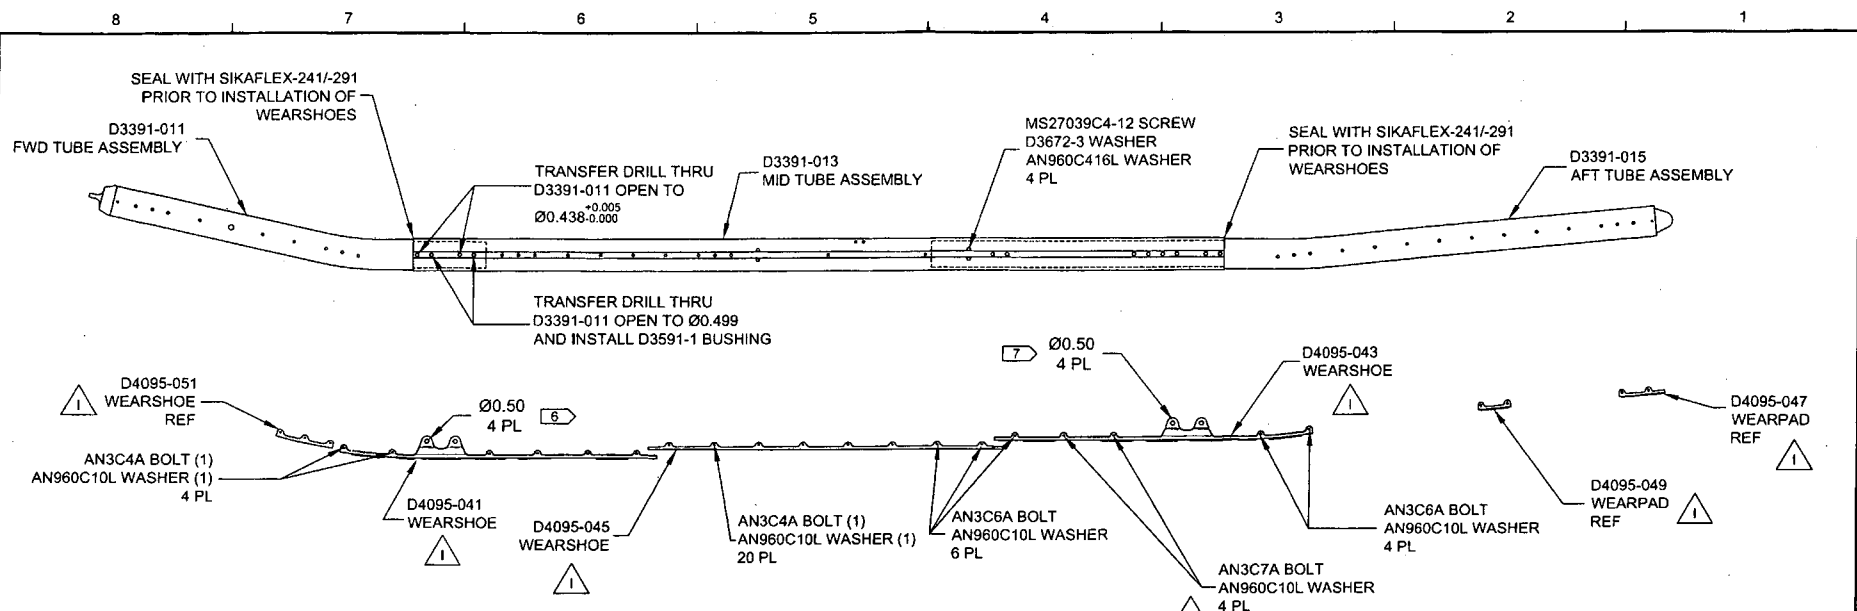 8 7 6 5 4 3 2 1
SEAL WITH SIKAFLEX-241/-291
PRIOR TO INSTALLATION OF
WEARSHOES
D3391-011
FWD TUBE ASSEMBLY
TRANSFER DRILL THRU
D3391-011 OPEN TO
Ø0.438 +0.005 -0.000
D3391-013
MID TUBE ASSEMBLY
MS27039C4-12 SCREW
D3672-3 WASHER
AN960C416L WASHER
4 PL
SEAL WITH SIKAFLEX-241/-291
PRIOR TO INSTALLATION OF
WEARSHOES
D3391-015
AFT TUBE ASSEMBLY
TRANSFER DRILL THRU
D3391-011 OPEN TO Ø0.499
AND INSTALL D3591-1 BUSHING
D4095-051
WEARSHOE
REF
1
Ø0.50
4 PL
6
7
Ø0.50
4 PL
D4095-043
WEARSHOE
1
D4095-047
WEARPAD
REF
1
AN3C4A BOLT (1)
AN960C10L WASHER (1)
4 PL
D4095-041
WEARSHOE
1
D4095-045
WEARSHOE
1
AN3C4A BOLT (1)
AN960C10L WASHER (1)
20 PL
AN3C6A BOLT
AN960C10L WASHER
6 PL
AN3C7A BOLT
AN960C10L WASHER
4 PL
AN3C6A BOLT
AN960C10L WASHER
4 PL
D4095-049
WEARPAD
REF
1